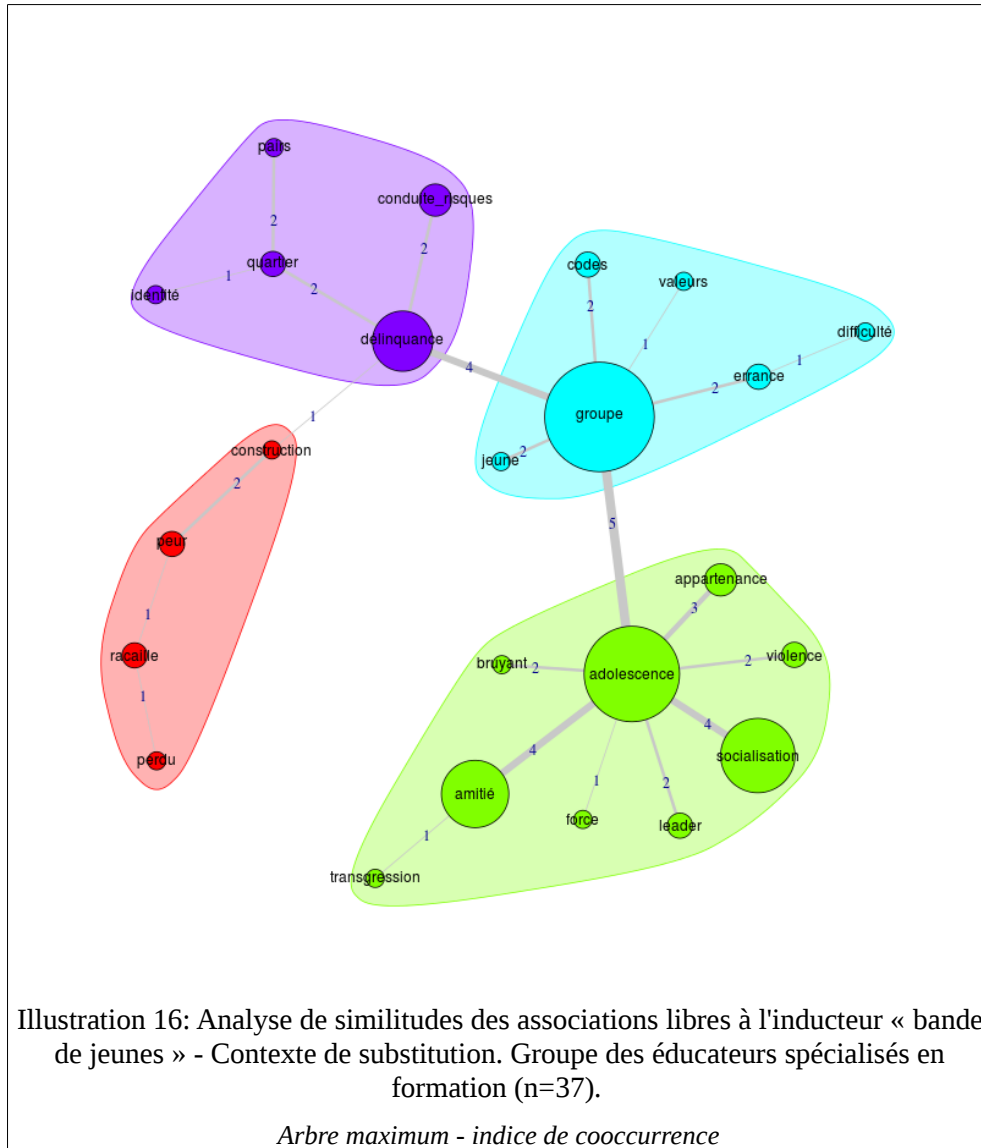 pairs
conduite_risques
2
2
codes
quartier
valeurs
1
identité
2
2
difficulté
délinquance
1
1
4
errance
2
groupe
1
construction
jeune
2
2
5
peur
appartenance
1
3
racaille
bruyant
2
adolescence
2
violence
1
4
socialisation
4
perdu
1
2
amitié
force
leader
1
transgression
Illustration 16: Analyse de similitudes des associations libres à l'inducteur « bande
de jeunes » - Contexte de substitution. Groupe des éducateurs spécialisés en
formation (n=37).
Arbre maximum - indice de cooccurrence